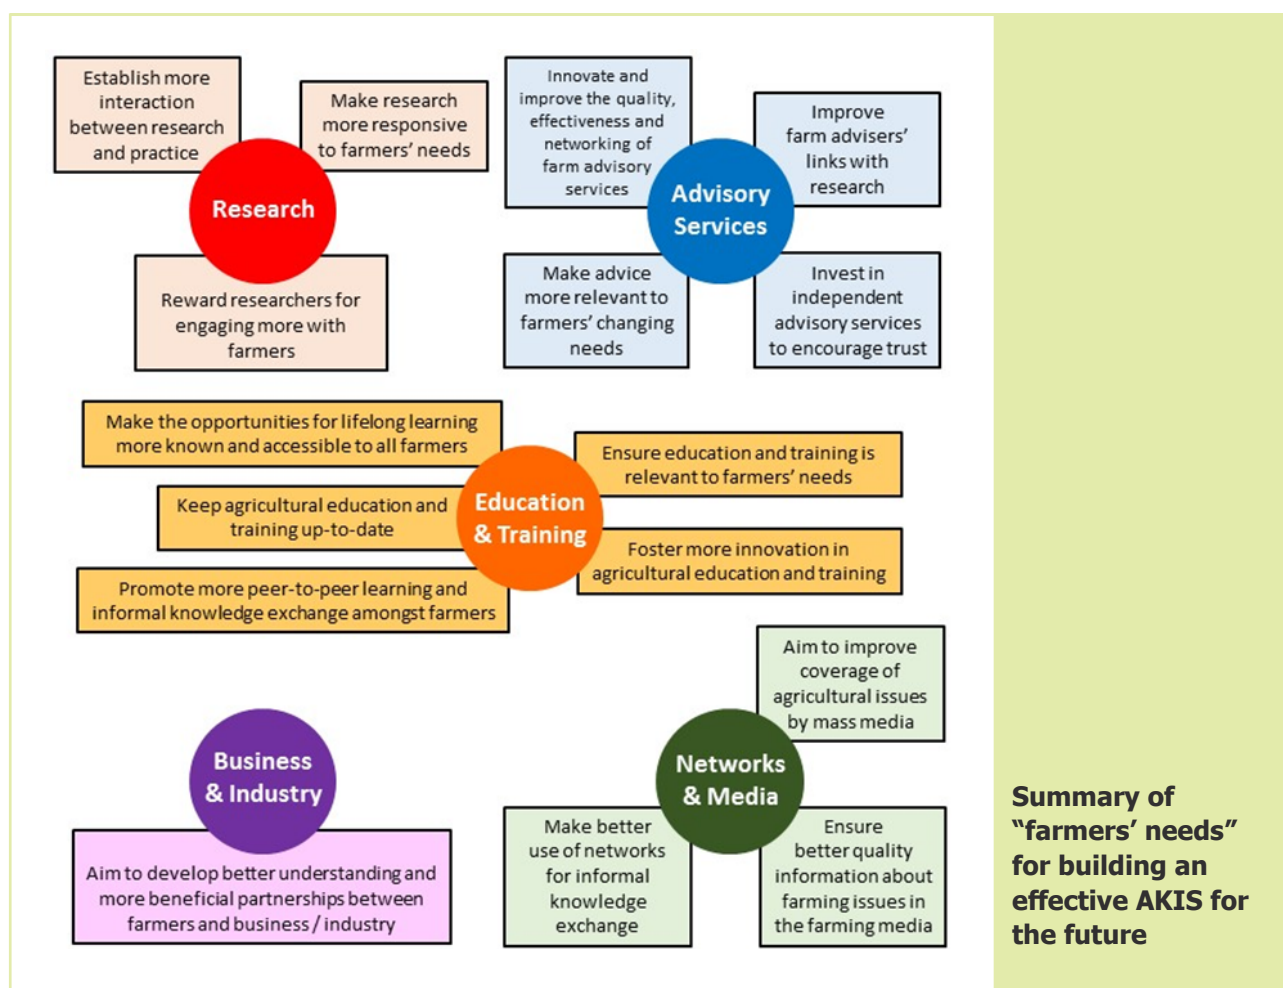 Establish more
interaction
between research
and practice
Make research
more responsive
to farmers’ needs
Research
Reward researchers for
engaging more with
farmers
Innovate and
improve the quality,
effectiveness and
networking of
farm advisory
services
Improve
farm advisers’
links with
research
Advisory
Services
Make advice
more relevant to
farmers’ changing
needs
Invest in
independent
advisory services
to encourage trust
Make the opportunities for lifelong learning
more known and accessible to all farmers
Ensure education and training is
relevant to farmers’ needs
Keep agricultural education and
training up-to-date
Education
& Training
Foster more innovation in
agricultural education and training
Promote more peer-to-peer learning and
informal knowledge exchange amongst farmers
Business
& Industry
Aim to develop better understanding and
more beneficial partnerships between
farmers and business / industry
Aim to improve
coverage of
agricultural issues
by mass media
Networks
& Media
Make better
use of networks
for informal
knowledge
exchange
Ensure
better quality
information about
farming issues in
the farming media
Summary of
“farmers’ needs”
for building an
effective AKIS for
the future